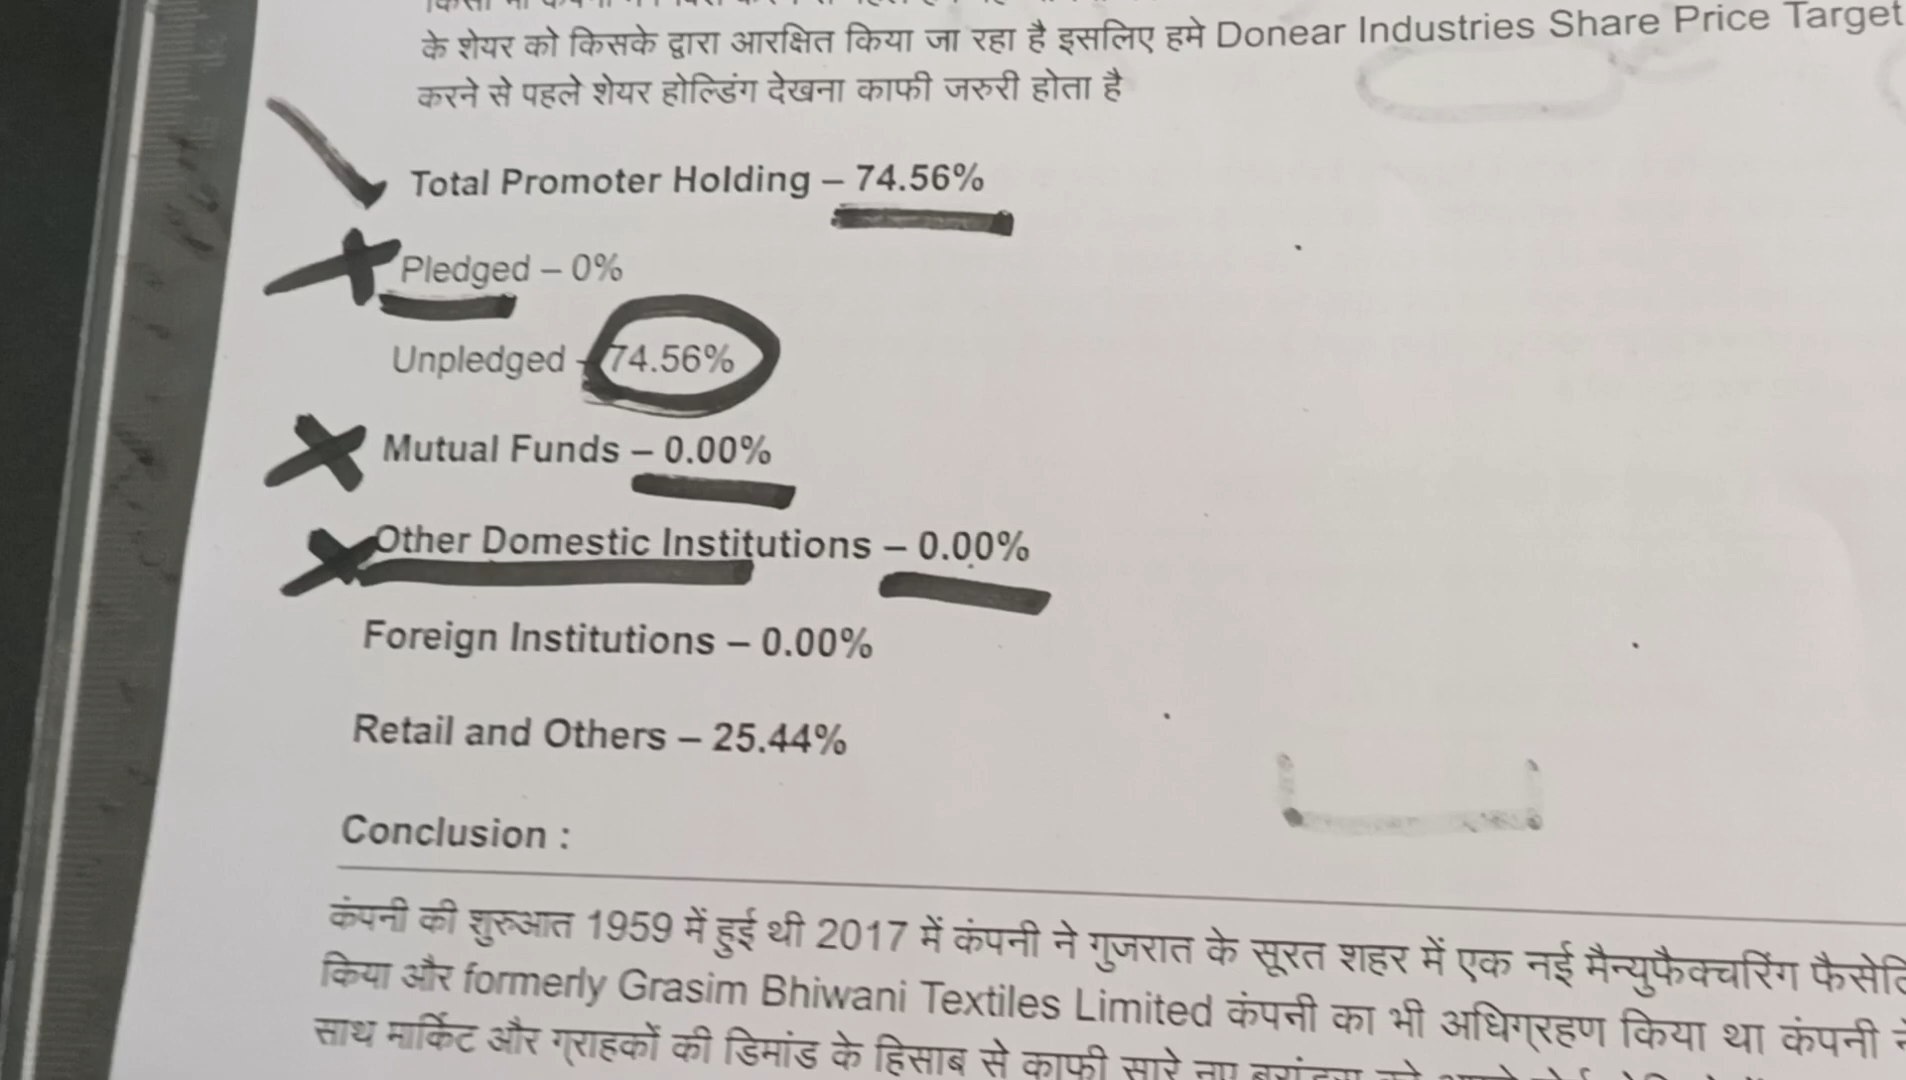 के शेयर को किसके द्वारा आरक्षित किया जा रहा है इसलिए हमे Donear Industries Share Price Target
करने से पहले शेयर होल्डिंग देखना काफी जरुरी होता है
Total Promoter Holding – 74.56%
Pledged – 0%
Unpledged – 74.56%
Mutual Funds – 0.00%
Other Domestic Institutions – 0.00%
Foreign Institutions – 0.00%
Retail and Others – 25.44%
Conclusion :
कंपनी की शुरुआत 1959 में हुई थी 2017 में कंपनी ने गुजरात के सूरत शहर में एक नई मैन्युफैक्चरिंग
किया और formerly Grasim Bhiwani Textiles Limited कंपनी का भी अधिग्रहण किया था कंपनी ने
साथ मार्किट और ग्राहकों की डिमांड के हिसाब से काफी सारे नए